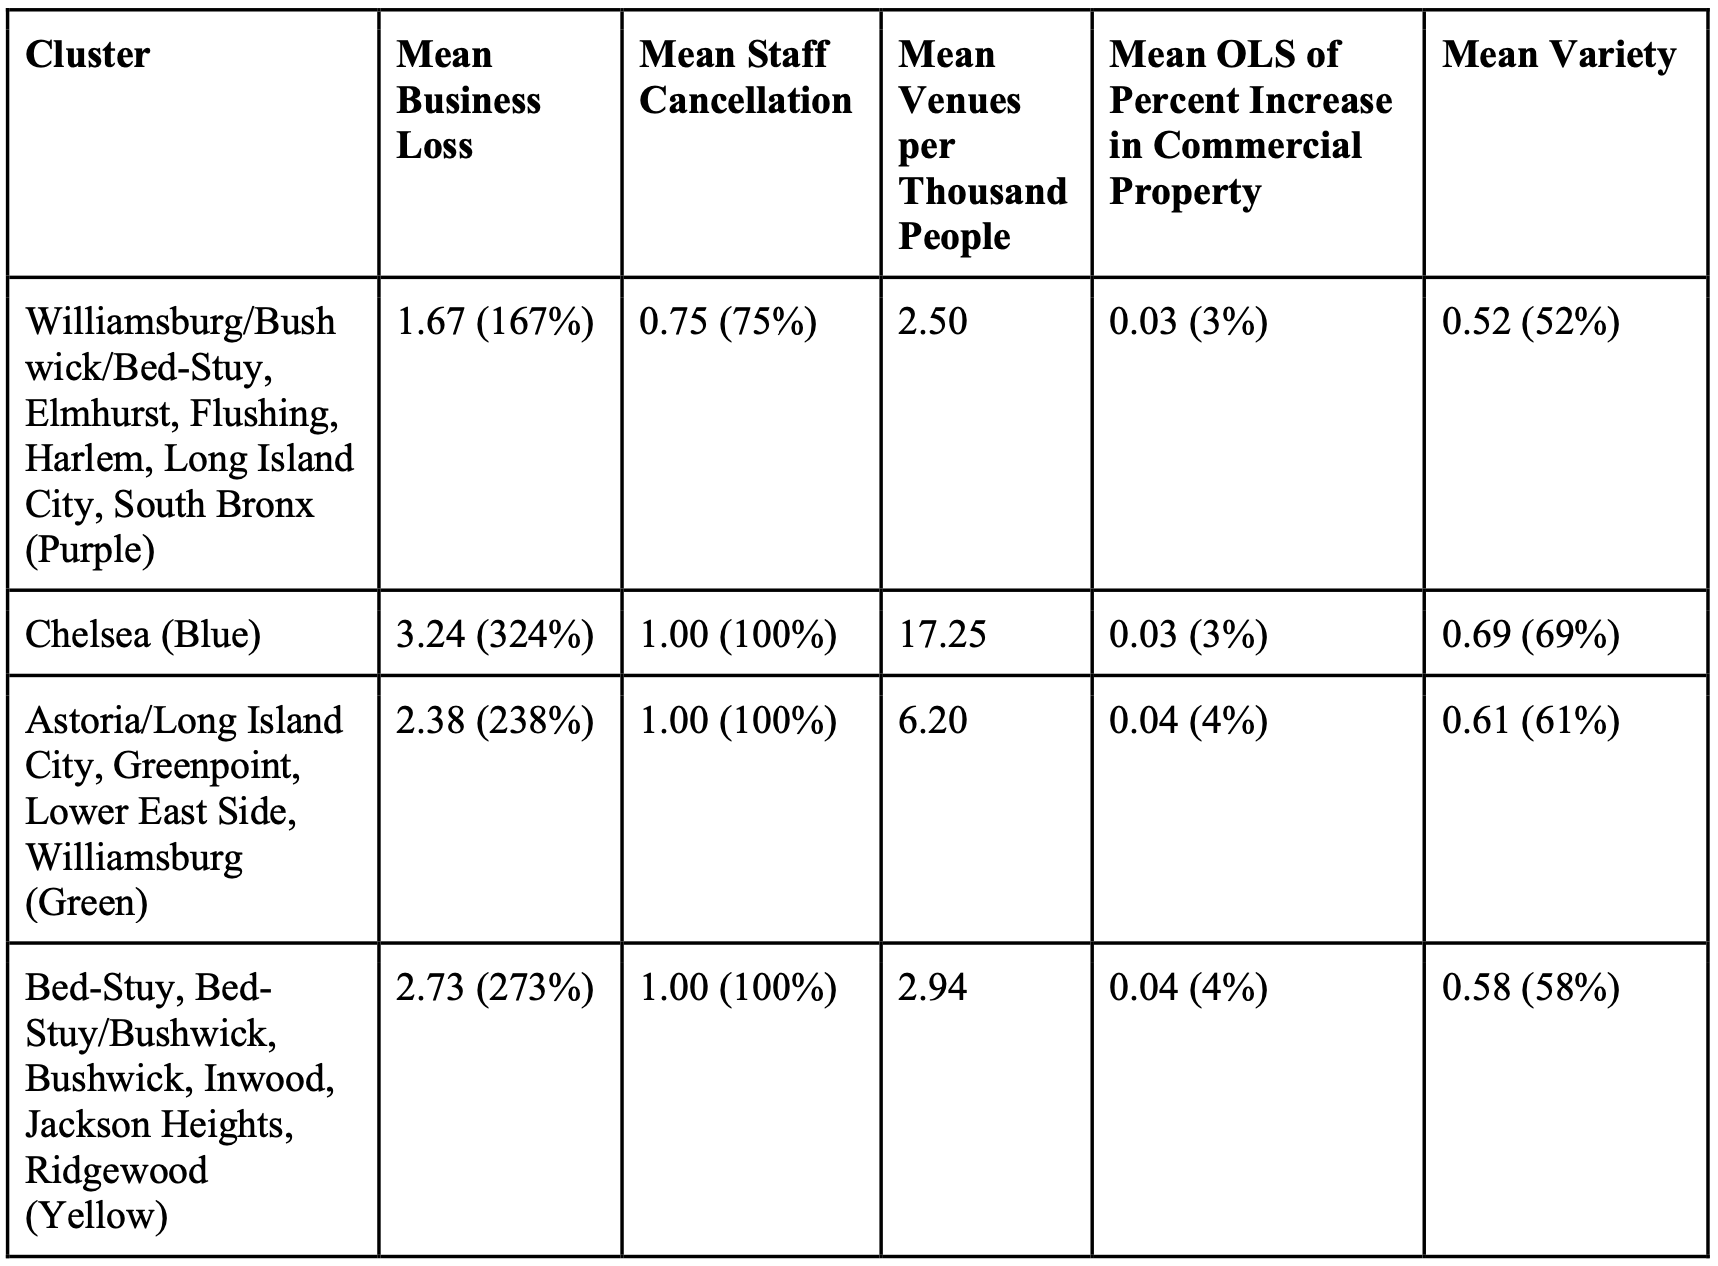 Cluster
Mean
Business
Loss
Mean Staff
Cancellation
Mean
Venues
per
Thousand
People
Mean OLS of
Percent Increase
in Commercial
Property
Mean Variety
Williamsburg/Bush
wick/Bed-Stuy,
Elmhurst, Flushing,
Harlem, Long Island
City, South Bronx
(Purple)
1.67 (167%)
0.75 (75%)
2.50
0.03 (3%)
0.52 (52%)
Chelsea (Blue)
3.24 (324%)
1.00 (100%)
17.25
0.03 (3%)
0.69 (69%)
Astoria/Long Island
City, Greenpoint,
Lower East Side,
Williamsburg
(Green)
2.38 (238%)
1.00 (100%)
6.20
0.04 (4%)
0.61 (61%)
Bed-Stuy, Bed-
Stuy/Bushwick,
Bushwick, Inwood,
Jackson Heights,
Ridgewood
(Yellow)
2.73 (273%)
1.00 (100%)
2.94
0.04 (4%)
0.58 (58%)